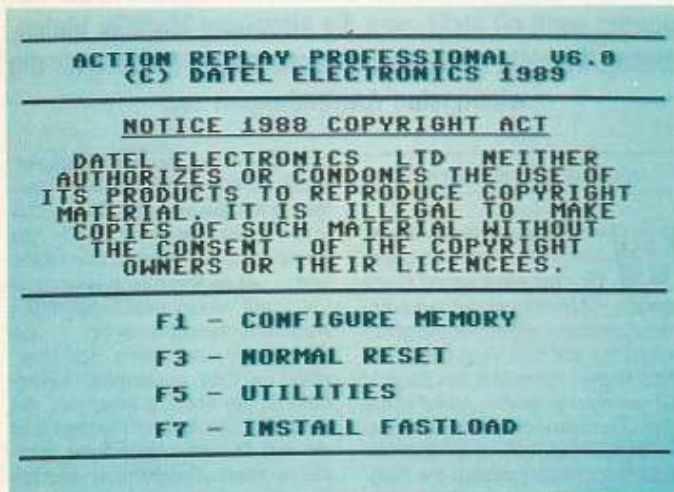 ACTION REPLAY PROFESSIONAL V6.0
(C) DATEL ELECTRONICS 1989
NOTICE 1988 COPYRIGHT ACT
DATEL ELECTRONICS LTD NEITHER
AUTHORIZES OR CONDONES THE USE OF
ITS PRODUCTS TO REPRODUCE COPYRIGHT
MATERIAL. IT IS ILLEGAL TO MAKE
COPIES OF SUCH MATERIAL WITHOUT
THE CONSENT OF THE COPYRIGHT
OWNERS OR THEIR LICENCEES.
F1 - CONFIGURE MEMORY
F3 - NORMAL RESET
F5 - UTILITIES
F7 - INSTALL FASTLOAD